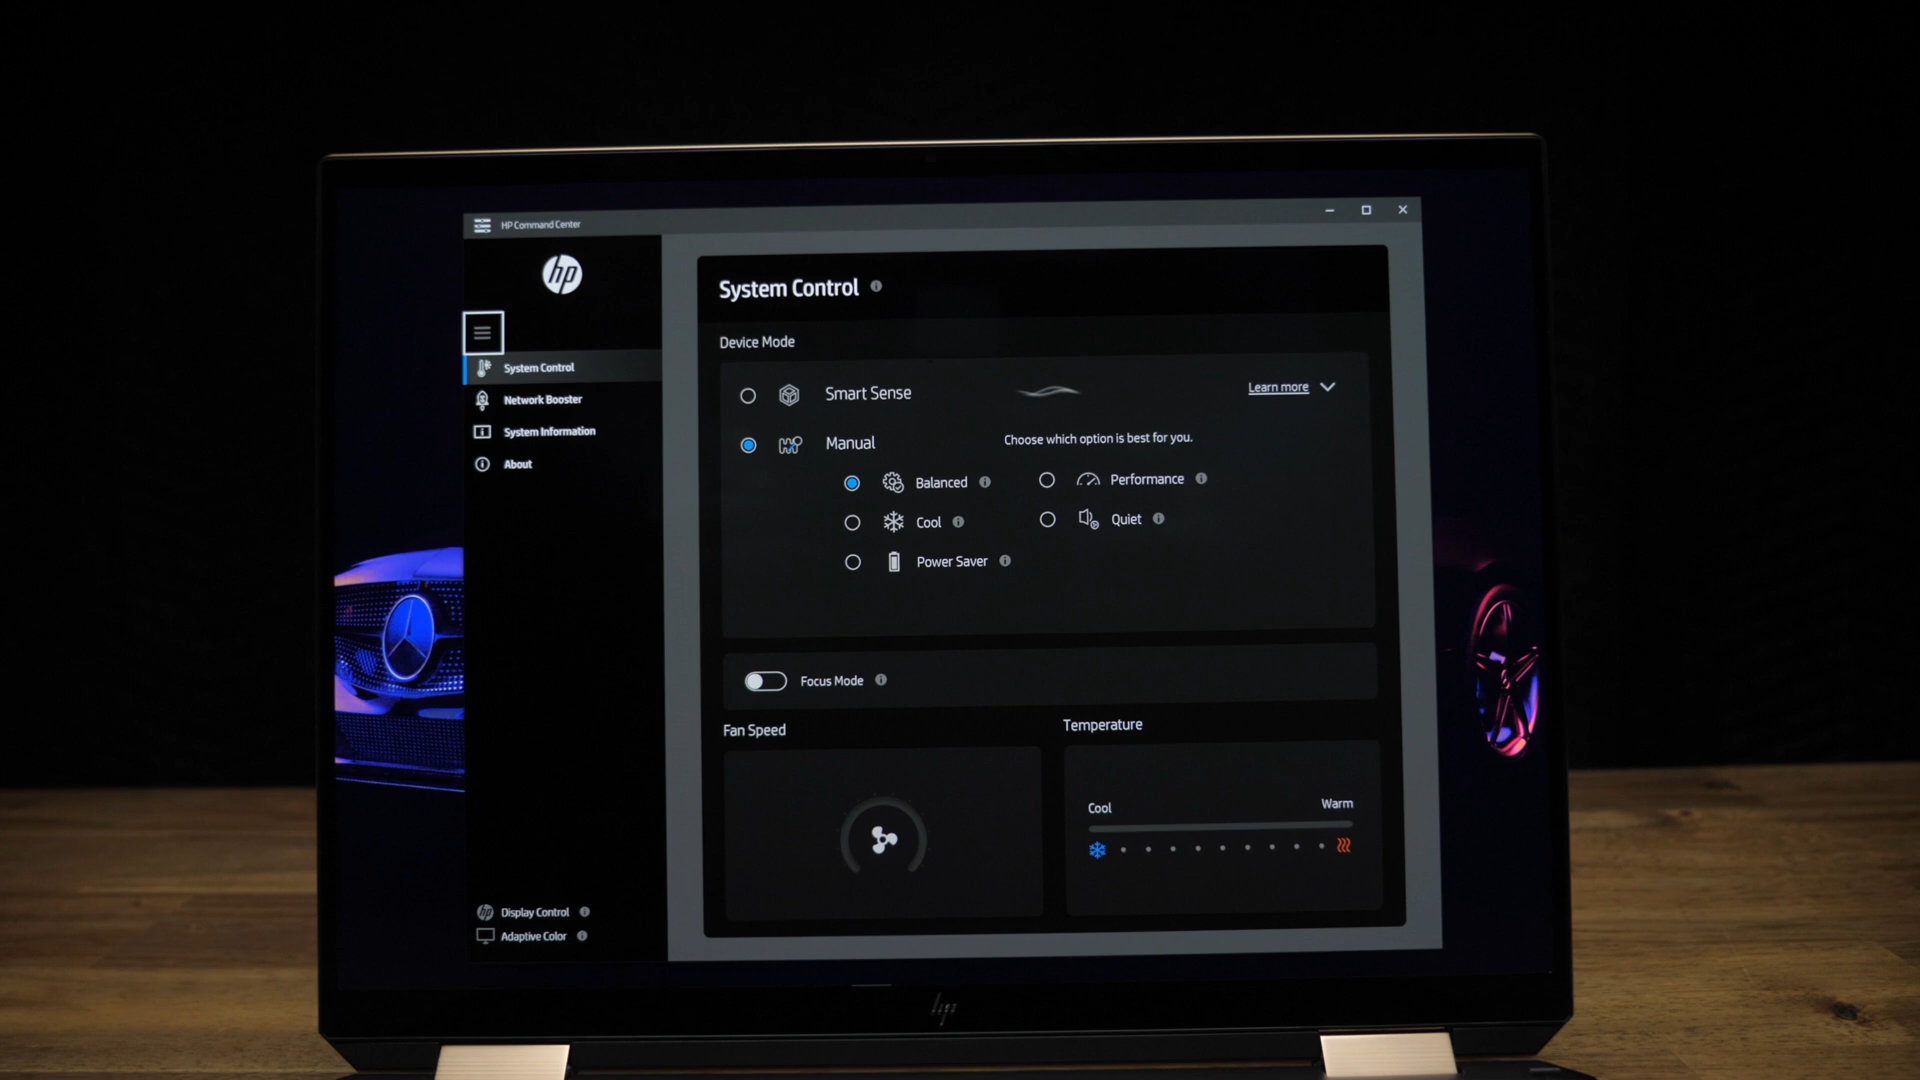 HP Command Center
hp
System Control
Network Booster
System Information
About
Display Control
Adaptive Color
System Control
Device Mode
Smart Sense
Learn more
Manual
Choose which option is best for you.
Balanced
Performance
Cool
Quiet
Power Saver
Focus Mode
Fan Speed
Temperature
Cool
Warm
hp